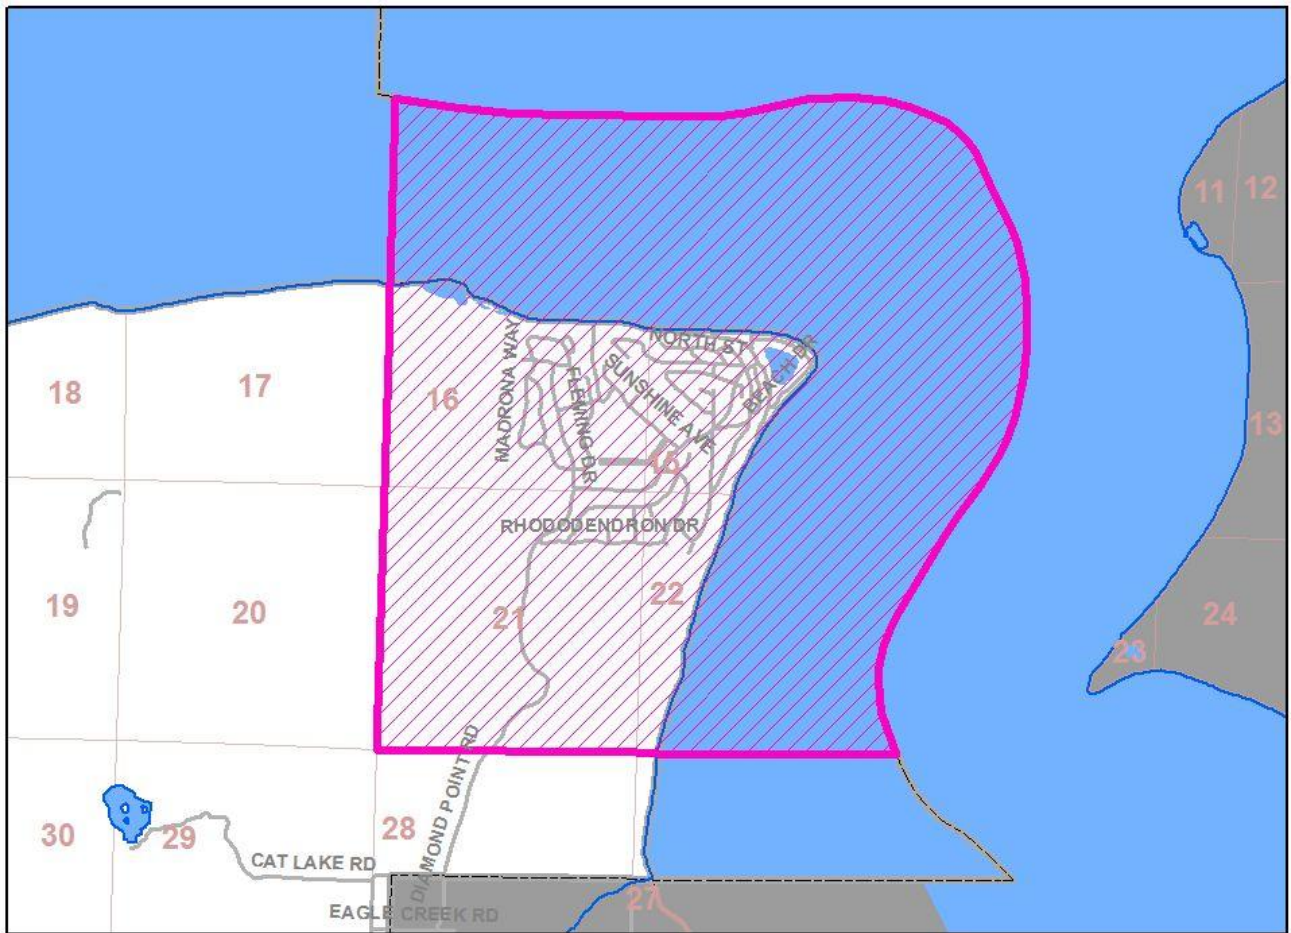 11
12
18
17
16
MADRONA WAY
FLEMING DR
SUNSHINE AVE
NORTH ST
BEACH DR
15
13
RHODODENDRON DR
19
20
21
22
23
24
DIAMOND POINT RD
30
29
28
CAT LAKE RD
EAGLE CREEK RD
27